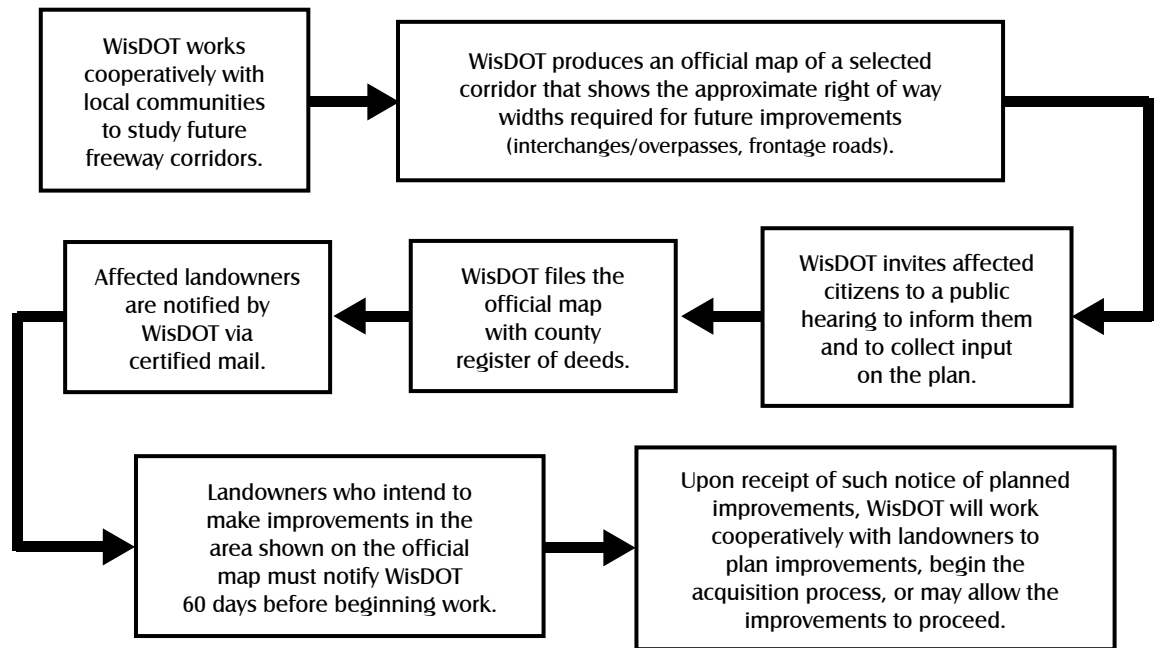 WisDOT works
cooperatively with
local communities
to study future
freeway corridors.
WisDOT produces an official map of a selected
corridor that shows the approximate right of way
widths required for future improvements
(interchanges/overpasses, frontage roads).
WisDOT invites affected
citizens to a public
hearing to inform them
and to collect input
on the plan.
WisDOT files the
official map
with county
register of deeds.
Affected landowners
are notified by
WisDOT via
certified mail.
Landowners who intend to
make improvements in the
area shown on the official
map must notify WisDOT
60 days before beginning work.
Upon receipt of such notice of planned
improvements, WisDOT will work
cooperatively with landowners to
plan improvements, begin the
acquisition process, or may allow the
improvements to proceed.